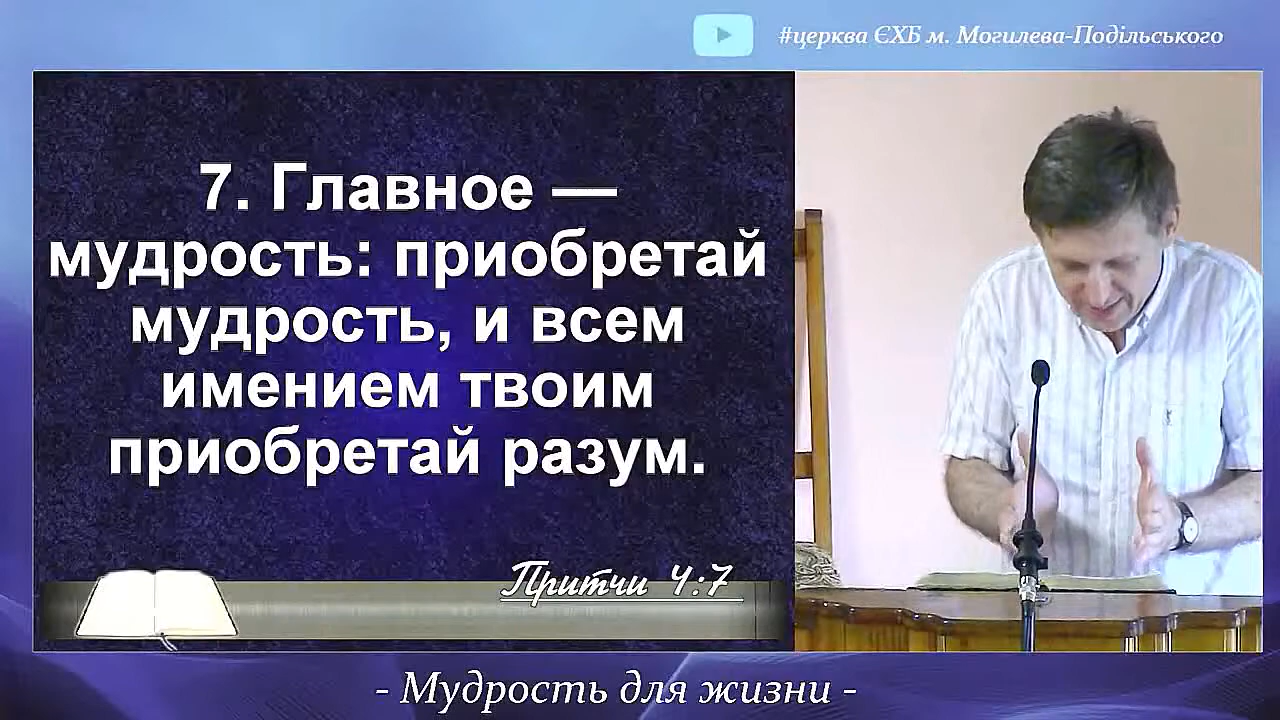 #церква ЄХБ м. Могилева-Подільського
7. Главное —
мудрость: приобретай
мудрость, и всем
имением твоим
приобретай разум.
Притчи 4:7
- Мудрость для жизни -